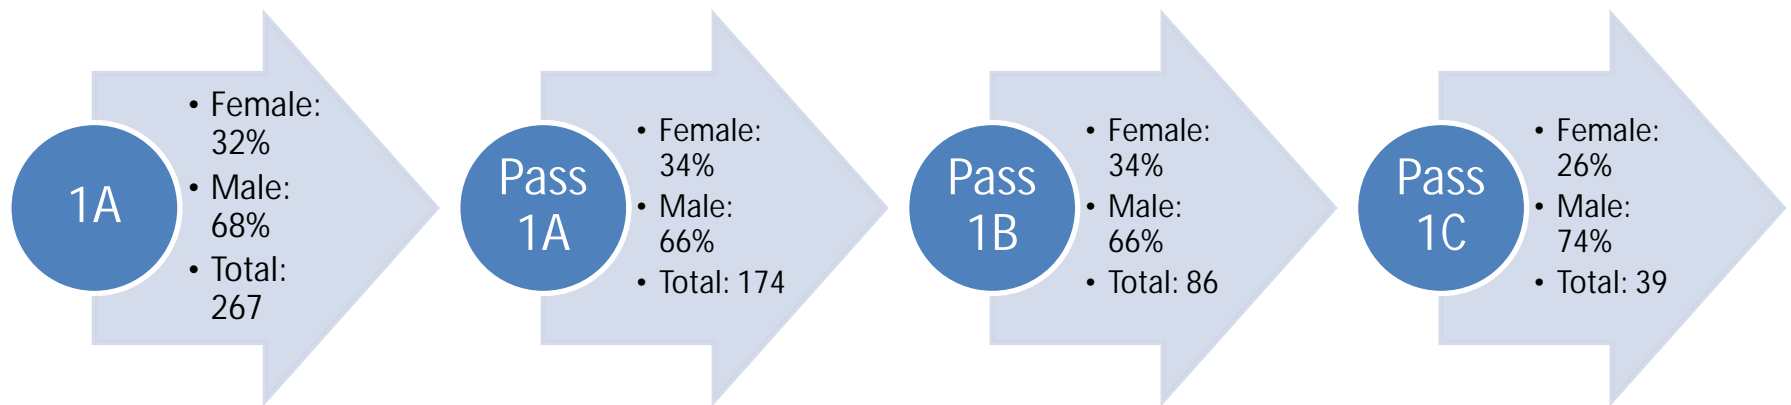 1A
• Female:
32%
• Male:
68%
• Total:
267
Pass
1A
• Female:
34%
• Male:
66%
• Total: 174
Pass
1B
• Female:
34%
• Male:
66%
• Total: 86
Pass
1C
• Female:
26%
• Male:
74%
• Total: 39